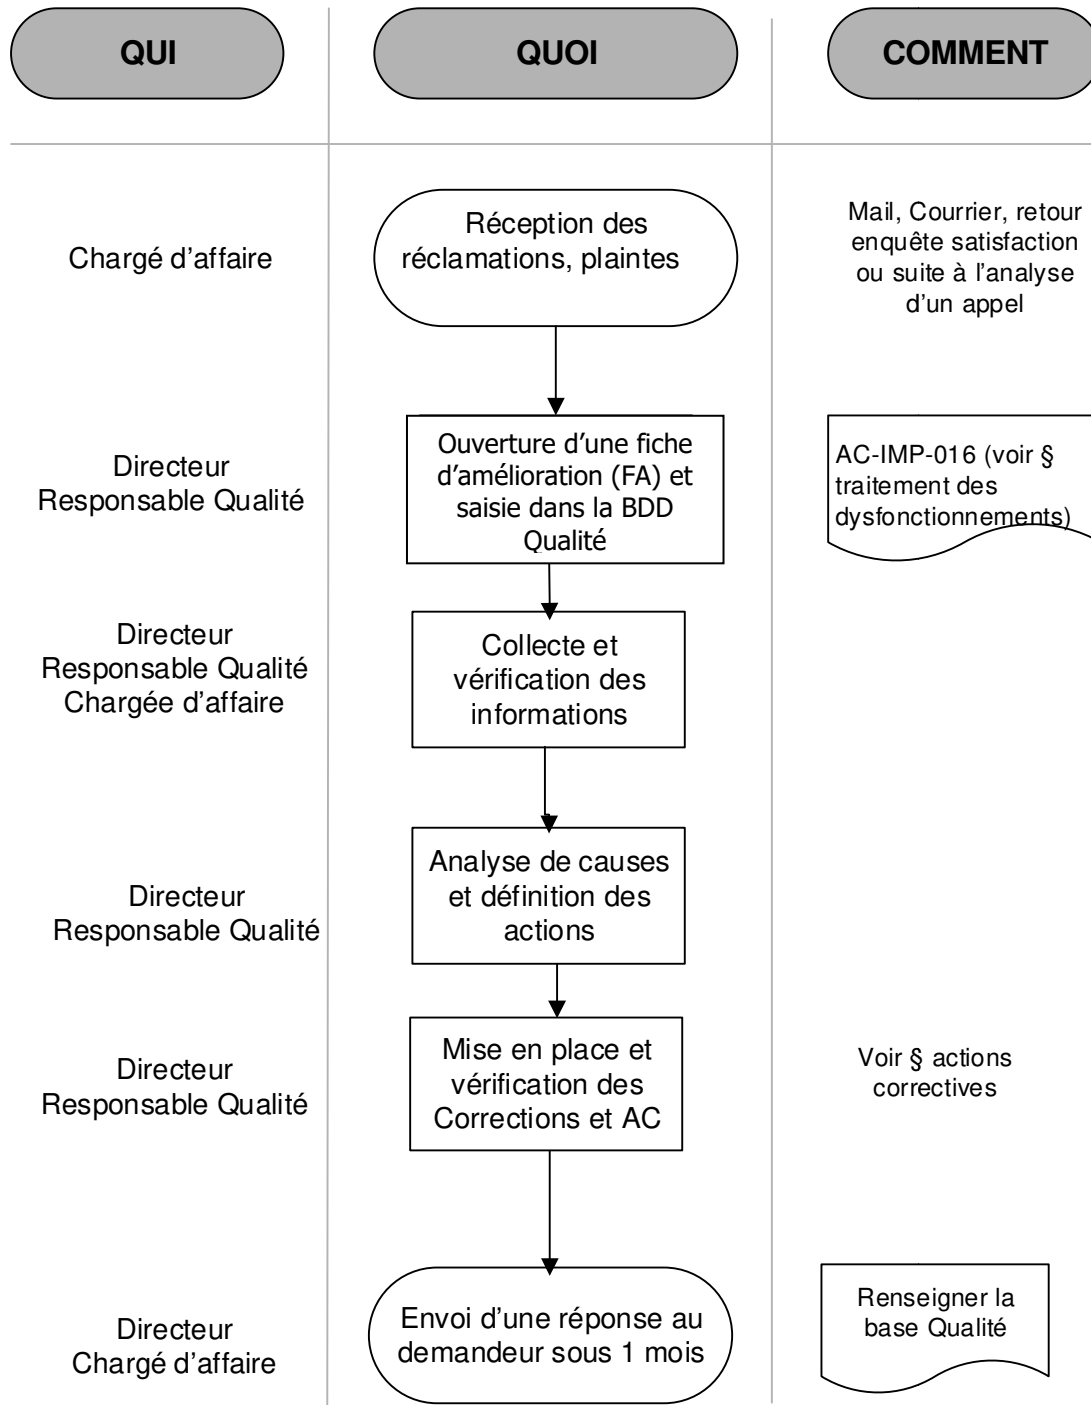 QUI
QUOI
COMMENT
Chargé d'affaire
Réception des
réclamations, plaintes
Mail, Courrier, retour
enquête satisfaction
ou suite à l'analyse
d'un appel
Directeur
Responsable Qualité
Ouverture d'une fiche
d'amélioration (FA) et
saisie dans la BDD
Qualité
AC-IMP-016 (voir §
traitement des
dysfonctionnements)
Directeur
Responsable Qualité
Chargée d'affaire
Collecte et
vérification des
informations
Directeur
Responsable Qualité
Analyse de causes
et définition des
actions
Directeur
Responsable Qualité
Mise en place et
vérification des
Corrections et AC
Voir § actions
correctives
Directeur
Chargé d'affaire
Envoi d'une réponse au
demandeur sous 1 mois
Renseigner la
base Qualité